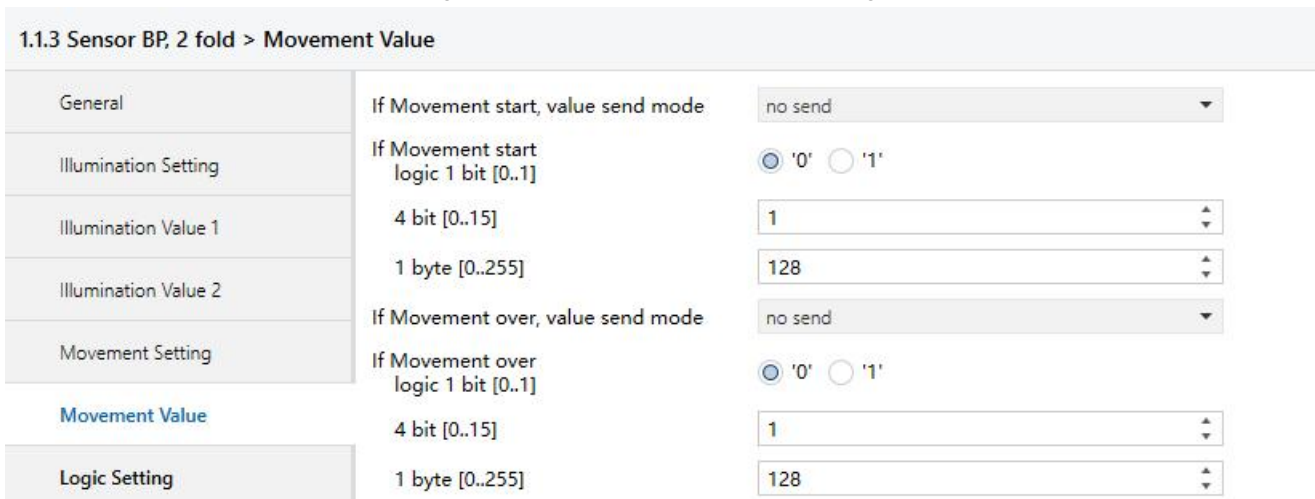 1.1.3 Sensor BP, 2 fold > Movement Value
General
Illumination Setting
Illumination Value 1
Illumination Value 2
Movement Setting
Movement Value
Logic Setting
If Movement start, value send mode
no send
If Movement start
logic 1 bit [0..1]
'0' '1'
4 bit [0..15]
1
1 byte [0..255]
128
If Movement over, value send mode
no send
If Movement over
logic 1 bit [0..1]
'0' '1'
4 bit [0..15]
1
1 byte [0..255]
128